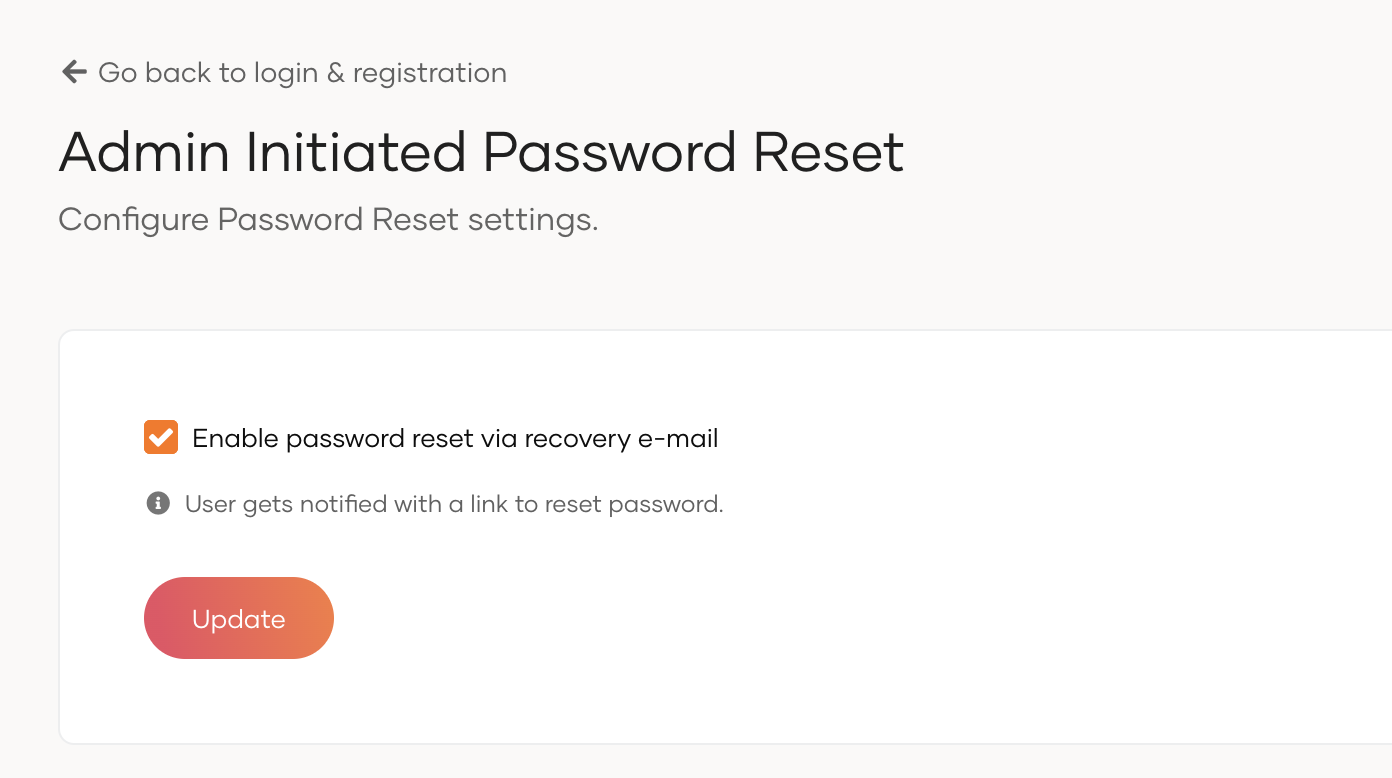 Go back to login & registration
Admin Initiated Password Reset
Configure Password Reset settings.
Enable password reset via recovery e-mail
User gets notified with a link to reset password.
Update